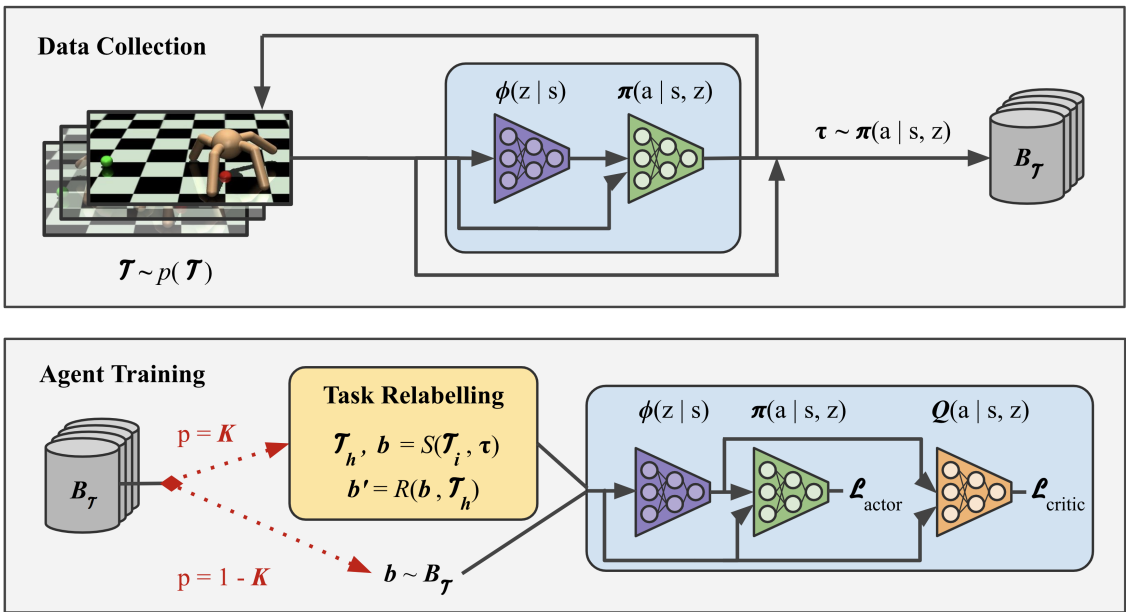 Data Collection
ϕ(z | s)
π(a | s, z)
τ ~ π(a | s, z)
B𝒯
𝒯 ~ p( 𝒯 )
Agent Training
Task Relabelling
p = K
𝒯h , b = S(𝒯i , τ)
b' = R(b , 𝒯h)
B𝒯
p = 1 - K
b ~ B𝒯
ϕ(z | s)
π(a | s, z)
Q(a | s, z)
ℒactor
ℒcritic